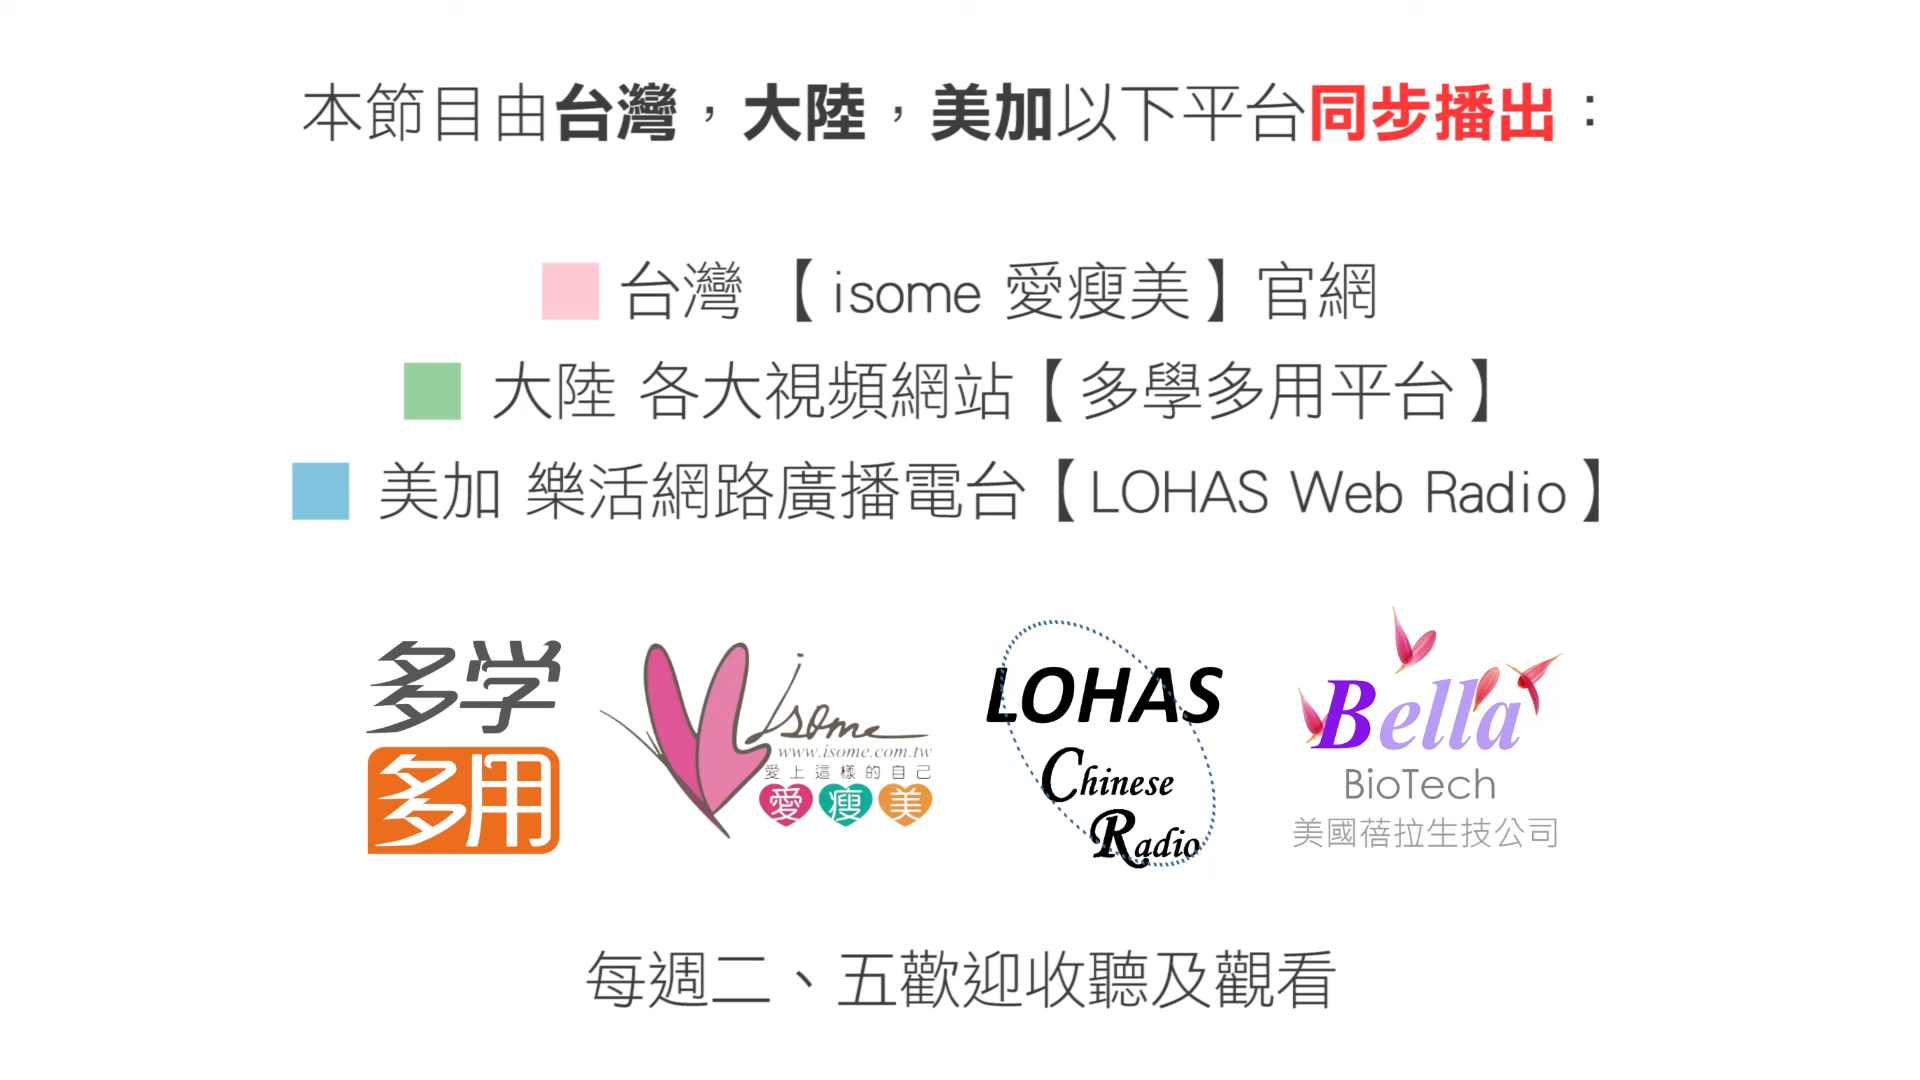 本節目由台灣，大陸，美加以下平台同步播出：
台灣 【isome 愛瘦美】官網
大陸 各大視頻網站【多學多用平台】
美加 樂活網路廣播電台【LOHAS Web Radio】
多学
多用
isome
www.isome.com.tw
愛上這樣的自己
愛瘦美
LOHAS
Chinese
Radio
Bella
BioTech
美國蓓拉生技公司
每週二、五歡迎收聽及觀看